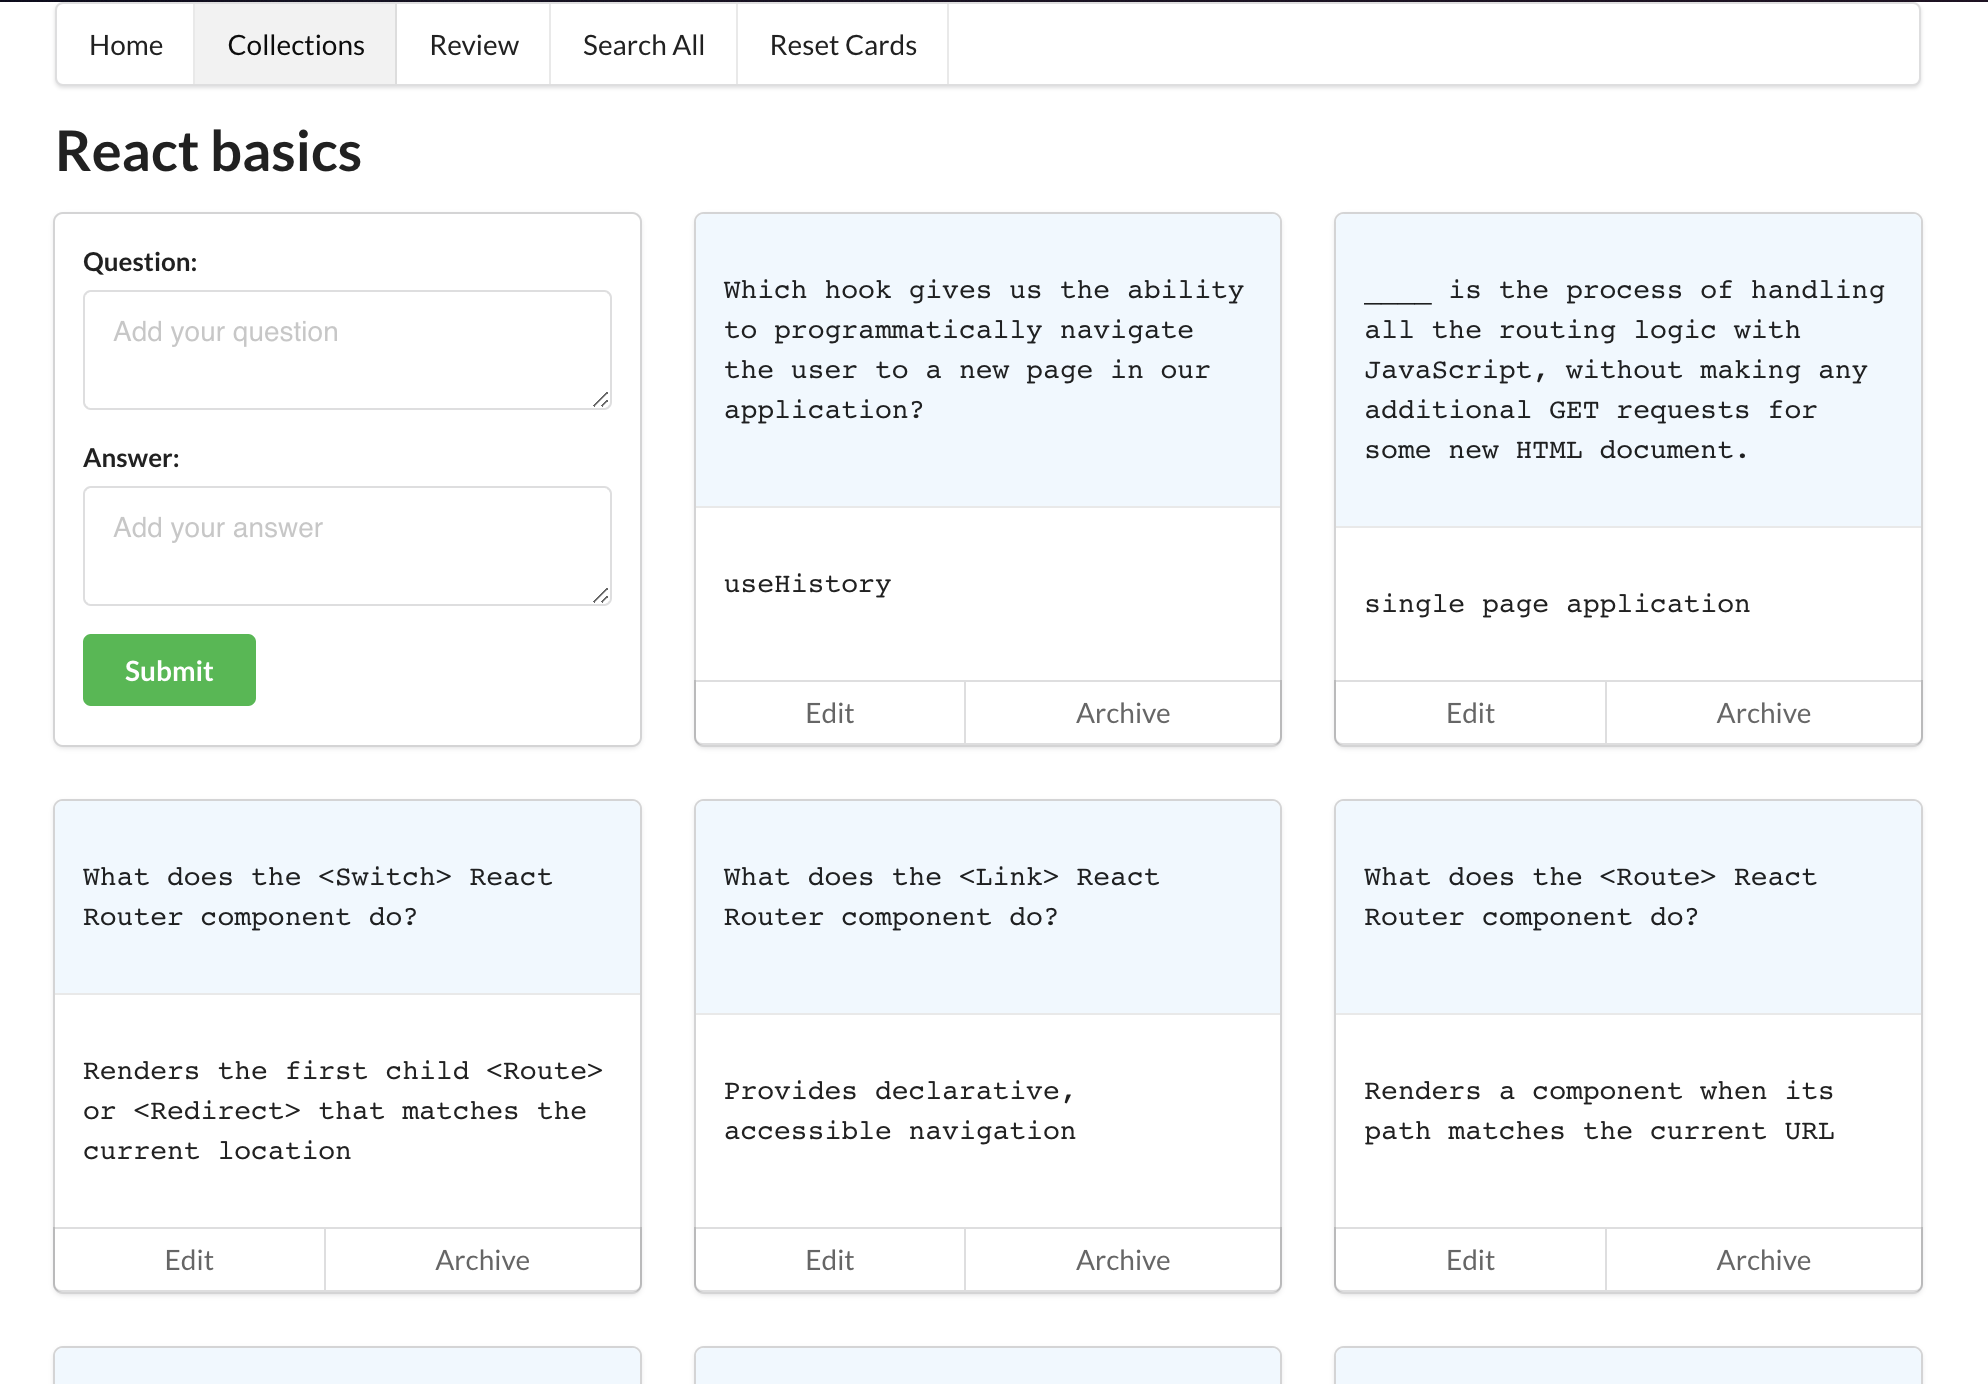 Home Collections Review Search All Reset Cards
React basics
Question:
Add your question
Answer:
Add your answer
Submit
Which hook gives us the ability
to programmatically navigate
the user to a new page in our
application?
useHistory
Edit Archive
____ is the process of handling
all the routing logic with
JavaScript, without making any
additional GET requests for
some new HTML document.
single page application
Edit Archive
What does the <Switch> React
Router component do?
Renders the first child <Route>
or <Redirect> that matches the
current location
Edit Archive
What does the <Link> React
Router component do?
Provides declarative,
accessible navigation
Edit Archive
What does the <Route> React
Router component do?
Renders a component when its
path matches the current URL
Edit Archive